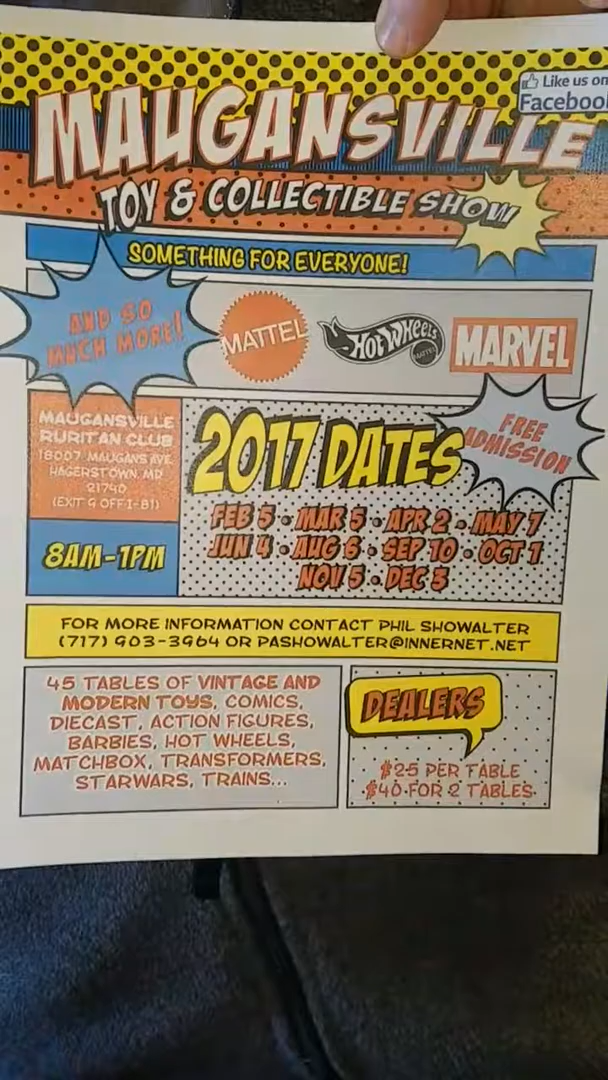 Like us on
Facebook
MAUGANSVILLE
TOY & COLLECTIBLE SHOW
SOMETHING FOR EVERYONE!
AND SO
MUCH MORE!
MATTEL
HOT WHEELS
MATTEL
MARVEL
FREE
ADMISSION
MAUGANSVILLE
RURITAN CLUB
18007 MAUGANS AVE.
HAGERSTOWN, MD
21740
(EXIT 9 OFF I-81)
8AM-1PM
2017 DATES
FEB 5 • MAR 5 • APR 2 • MAY 7
JUN 4 • AUG 6 • SEP 10 • OCT 1
NOV 5 • DEC 3
FOR MORE INFORMATION CONTACT PHIL SHOWALTER
(717) 903-3964 OR PASHOWALTER@INNERNET.NET
45 TABLES OF VINTAGE AND
MODERN TOYS, COMICS,
DIECAST, ACTION FIGURES,
BARBIES, HOT WHEELS,
MATCHBOX, TRANSFORMERS,
STARWARS, TRAINS...
DEALERS
$25 PER TABLE
$40 FOR 2 TABLES